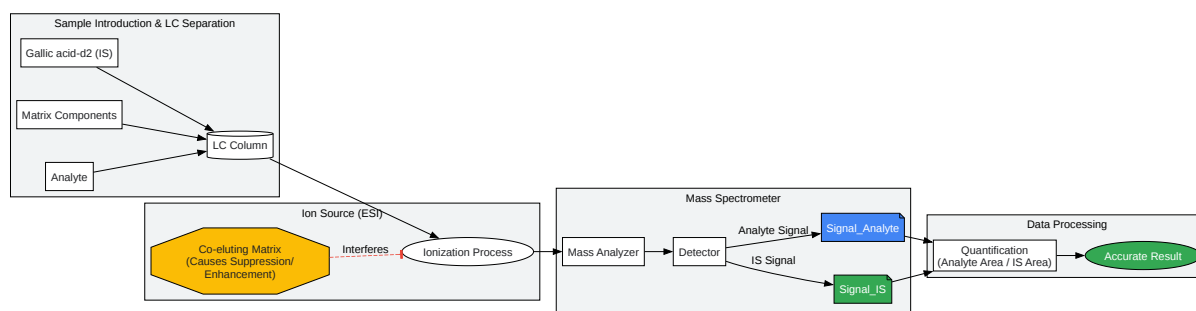 Sample Introduction & LC Separation
Gallic acid-d2 (IS)
Matrix Components
LC Column
Analyte
Ion Source (ESI)
Co-eluting Matrix
(Causes Suppression/
Enhancement)
Interferes
Ionization Process
Mass Spectrometer
Mass Analyzer
Detector
Analyte Signal
IS Signal
Signal_Analyte
Signal_IS
Data Processing
Quantification
(Analyte Area / IS Area)
Accurate Result